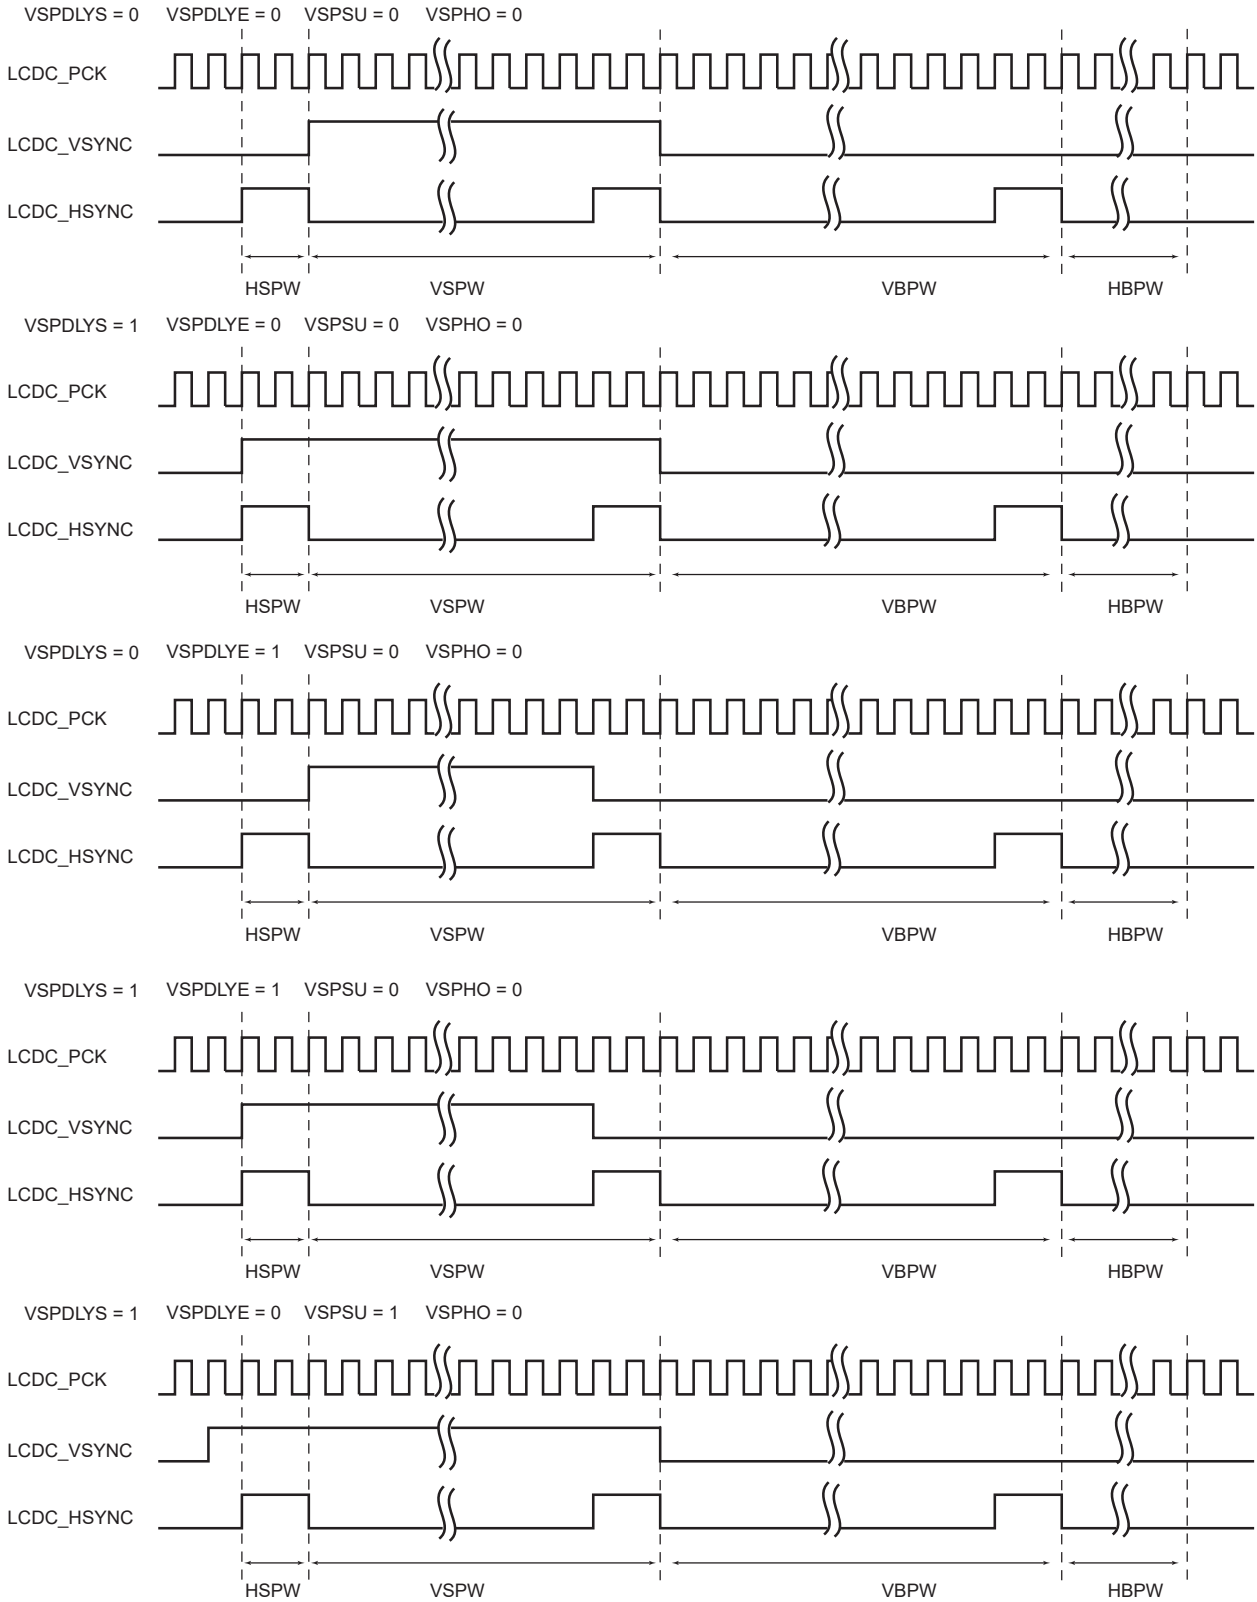 VSPDLYS = 0 VSPDLYE = 0 VSPSU = 0 VSPHO = 0
LCDC_PCK
LCDC_VSYNC
LCDC_HSYNC
HSPW VSPW VBPW HBPW
VSPDLYS = 1 VSPDLYE = 0 VSPSU = 0 VSPHO = 0
LCDC_PCK
LCDC_VSYNC
LCDC_HSYNC
HSPW VSPW VBPW HBPW
VSPDLYS = 0 VSPDLYE = 1 VSPSU = 0 VSPHO = 0
LCDC_PCK
LCDC_VSYNC
LCDC_HSYNC
HSPW VSPW VBPW HBPW
VSPDLYS = 1 VSPDLYE = 1 VSPSU = 0 VSPHO = 0
LCDC_PCK
LCDC_VSYNC
LCDC_HSYNC
HSPW VSPW VBPW HBPW
VSPDLYS = 1 VSPDLYE = 0 VSPSU = 1 VSPHO = 0
LCDC_PCK
LCDC_VSYNC
LCDC_HSYNC
HSPW VSPW VBPW HBPW